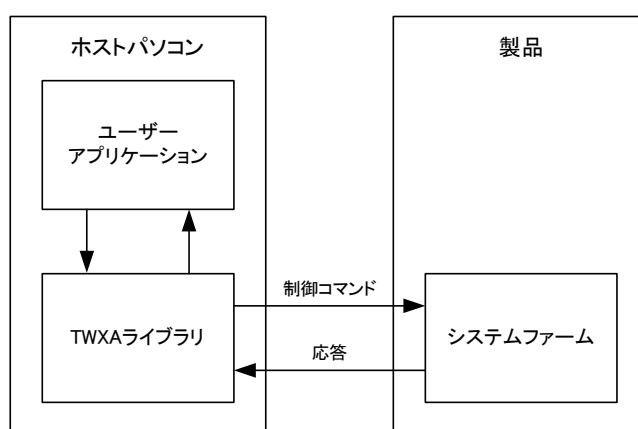 ホストパソコン
製品
ユーザー
アプリケーション
制御コマンド
TWXAライブラリ
システムファーム
応答